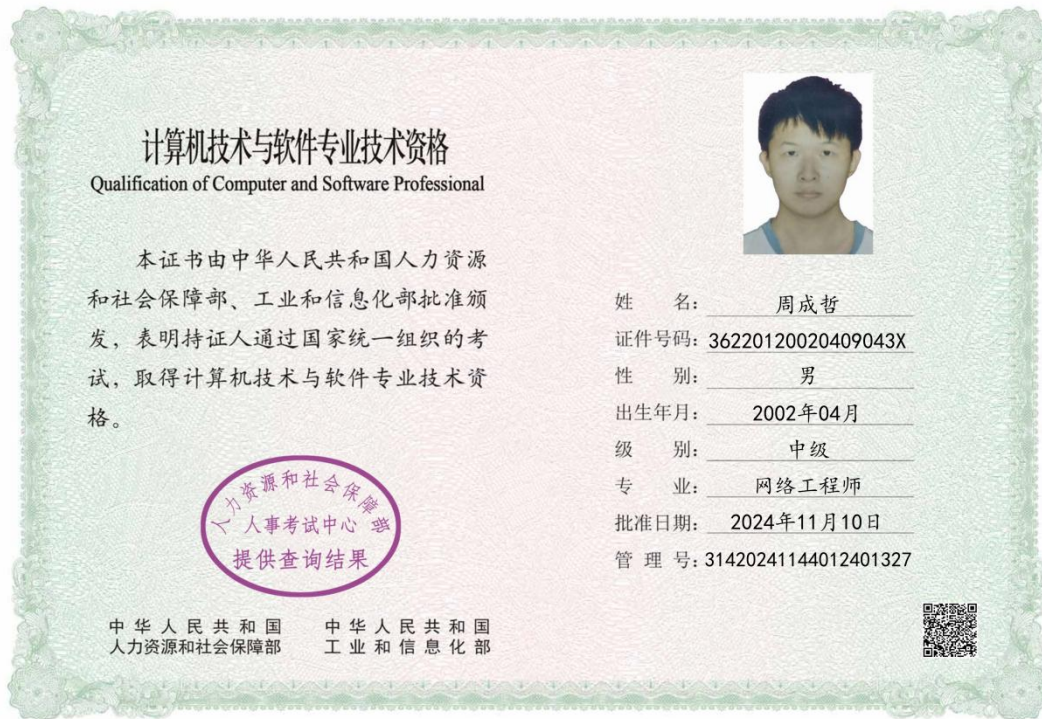 计算机技术与软件专业技术资格
Qualification of Computer and Software Professional
本证书由中华人民共和国人力资源
和社会保障部、工业和信息化部批准颁
发，表明持证人通过国家统一组织的考
试，取得计算机技术与软件专业技术资
格。
人力资源和社会保障部
人事考试中心
提供查询结果
中华人民共和国
人力资源和社会保障部
中华人民共和国
工业和信息化部
姓 名：周成哲
证件号码：36220120020409043X
性 别：男
出生年月：2002年04月
级 别：中级
专 业：网络工程师
批准日期：2024年11月10日
管 理 号：31420241144012401327